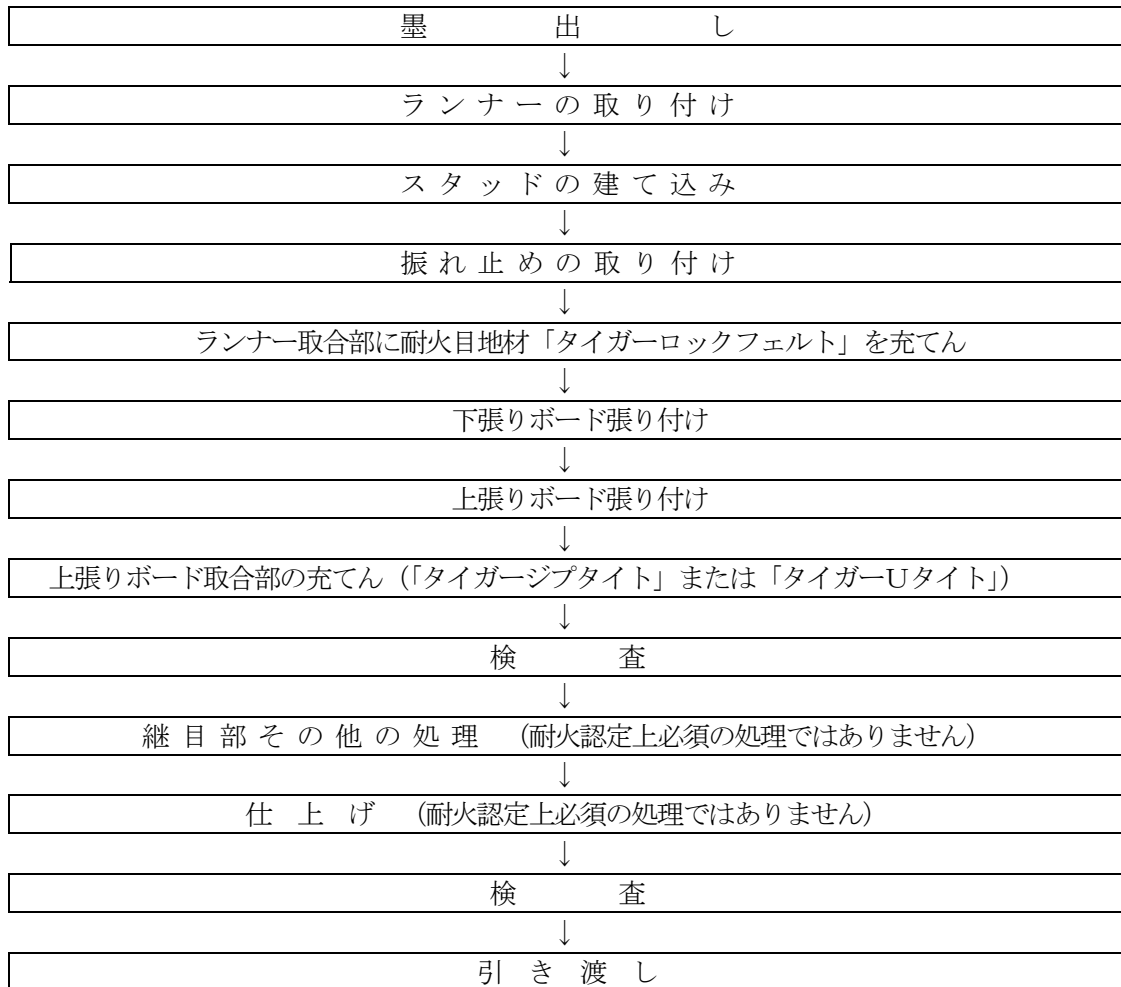 墨出し
↓
ランナーの取り付け
↓
スタッドの建て込み
↓
振れ止めの取り付け
↓
ランナー取合部に耐火目地材「タイガーロックフェルト」を充てん
↓
下張りボード張り付け
↓
上張りボード張り付け
↓
上張りボード取合部の充てん(「タイガージプタイト」または「タイガーUタイト」)
↓
検査
↓
継目部その他の処理 (耐火認定上必須の処理ではありません)
↓
仕上げ (耐火認定上必須の処理ではありません)
↓
検査
↓
引き渡し